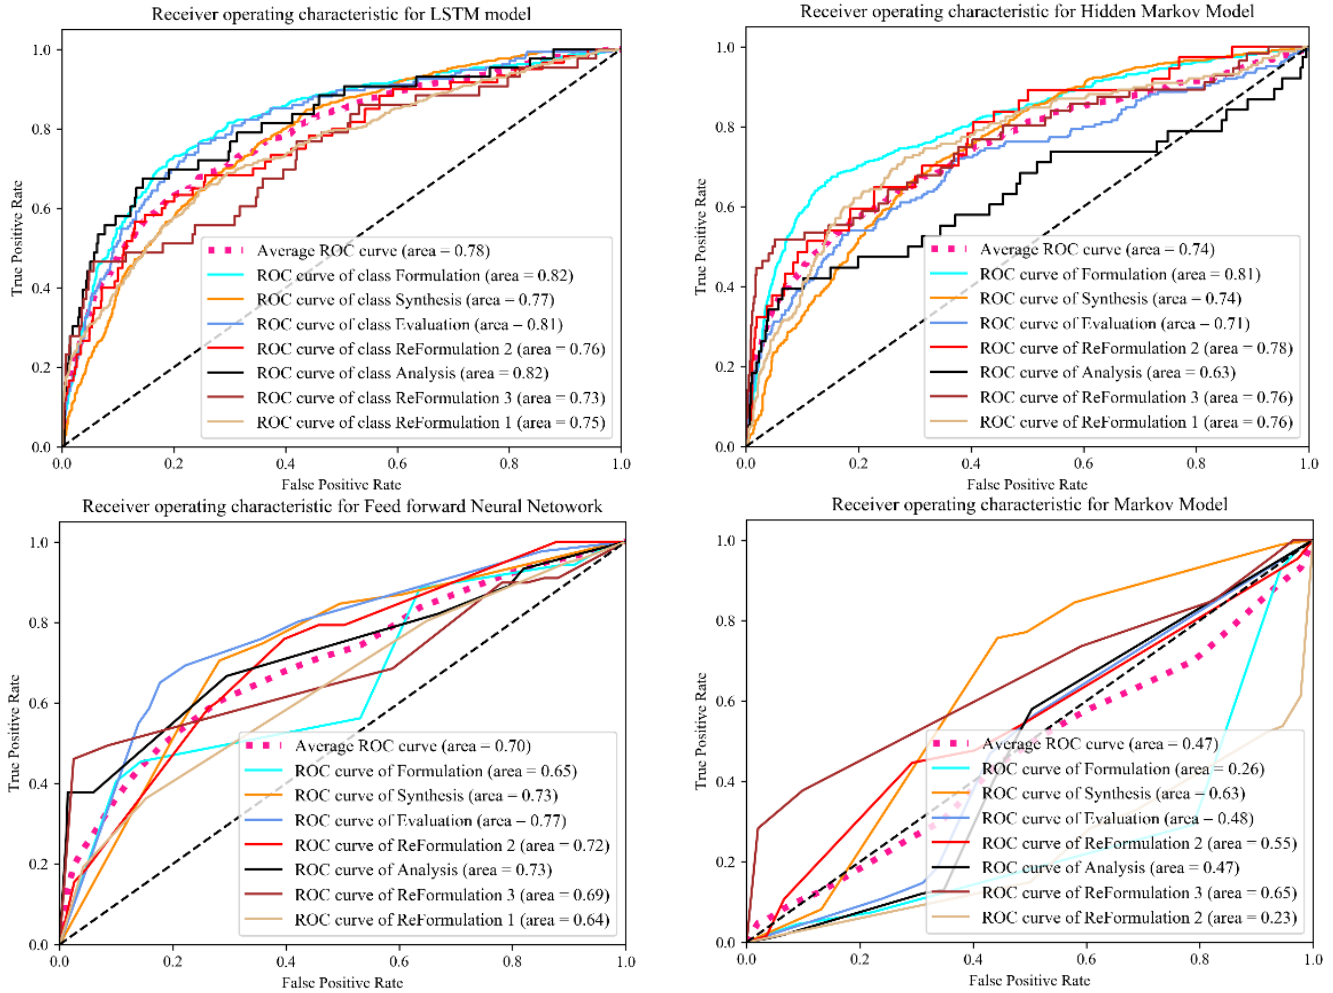 Receiver operating characteristic for LSTM model
1.0
0.8
0.6
0.4
0.2
0.0
True Positive Rate
Average ROC curve (area = 0.78)
ROC curve of class Formulation (area = 0.82)
ROC curve of class Synthesis (area = 0.77)
ROC curve of class Evaluation (area = 0.81)
ROC curve of class ReFormulation 2 (area = 0.76)
ROC curve of class Analysis (area = 0.82)
ROC curve of class ReFormulation 3 (area = 0.73)
ROC curve of class ReFormulation 1 (area = 0.75)
0.0 0.2 0.4 0.6 0.8 1.0
False Positive Rate
Receiver operating characteristic for Hidden Markov Model
1.0
0.8
0.6
0.4
0.2
0.0
True Positive Rate
Average ROC curve (area = 0.74)
ROC curve of Formulation (area = 0.81)
ROC curve of Synthesis (area = 0.74)
ROC curve of Evaluation (area = 0.71)
ROC curve of ReFormulation 2 (area = 0.78)
ROC curve of Analysis (area = 0.63)
ROC curve of ReFormulation 3 (area = 0.76)
ROC curve of ReFormulation 1 (area = 0.76)
0.0 0.2 0.4 0.6 0.8 1.0
False Positive Rate
Receiver operating characteristic for Feed forward Neural Netowork
1.0
0.8
0.6
0.4
0.2
0.0
True Positive Rate
Average ROC curve (area = 0.70)
ROC curve of Formulation (area = 0.65)
ROC curve of Synthesis (area = 0.73)
ROC curve of Evaluation (area = 0.77)
ROC curve of ReFormulation 2 (area = 0.72)
ROC curve of Analysis (area = 0.73)
ROC curve of ReFormulation 3 (area = 0.69)
ROC curve of ReFormulation 1 (area = 0.64)
0.0 0.2 0.4 0.6 0.8 1.0
False Positive Rate
Receiver operating characteristic for Markov Model
1.0
0.8
0.6
0.4
0.2
0.0
True Positive Rate
Average ROC curve (area = 0.47)
ROC curve of Formulation (area = 0.26)
ROC curve of Synthesis (area = 0.63)
ROC curve of Evaluation (area = 0.48)
ROC curve of ReFormulation 2 (area = 0.55)
ROC curve of Analysis (area = 0.47)
ROC curve of ReFormulation 3 (area = 0.65)
ROC curve of ReFormulation 2 (area = 0.23)
0.0 0.2 0.4 0.6 0.8 1.0
False Positive Rate